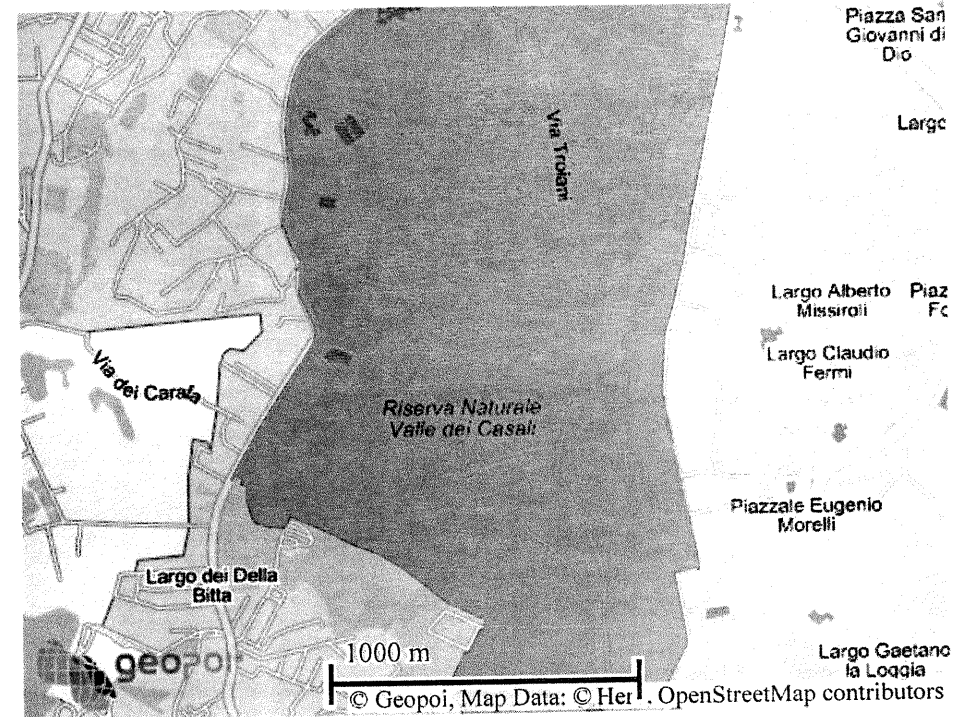 Piazza San
Giovanni di
Dio
Via Troiani
Largo
Largo Alberto
Missiroli
Piaz
Fo
Largo Claudio
Fermi
Via dei Carafa
Riserva Naturale
Valle dei Casali
Piazzale Eugenio
Morelli
Largo dei Della
Bitta
Largo Gaetano
la Loggia
geopoi
1000 m
© Geopoi, Map Data: © Her . OpenStreetMap contributors